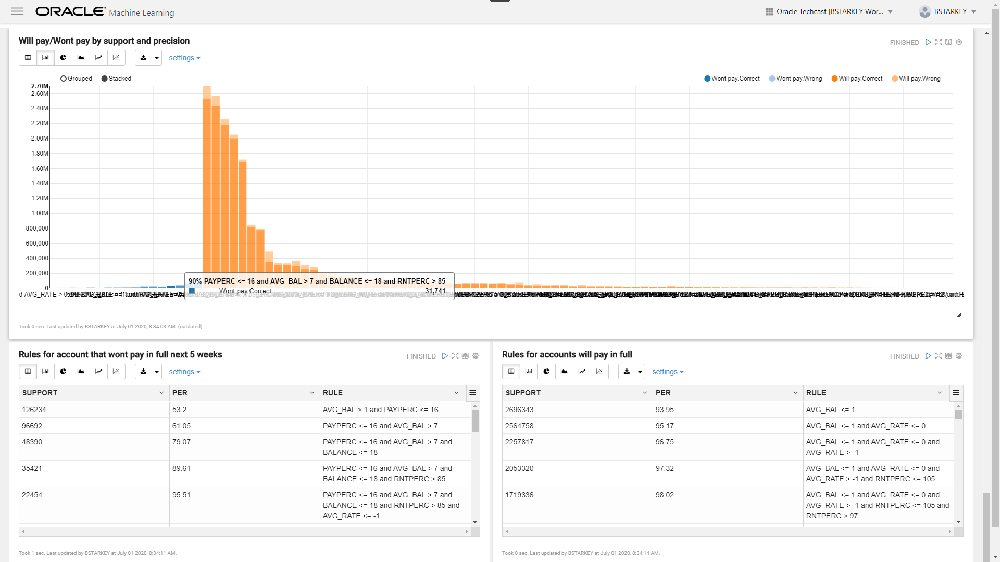 ORACLE Machine Learning
Oracle Techcast [BSTARKEY Wor...
BSTARKEY
Will pay/Wont pay by support and precision
FINISHED
settings
Grouped Stacked
Wont pay.Correct Wont pay.Wrong Will pay.Correct Will pay.Wrong
2.70M
2.60M
2.40M
2.20M
2.00M
1.80M
1.60M
1.40M
1.20M
1.00M
800,000
600,000
400,000
200,000
0
90% PAYPERC <= 16 and AVG_BAL > 7 and BALANCE <= 18 and RNTPERC > 85
Wont pay.Correct 31,741
d AVG_RATE > 0
Took 0 sec. Last updated by BSTARKEY at July 01 2020, 8:34:03 AM. (outdated)
Rules for account that wont pay in full next 5 weeks
FINISHED
settings
SUPPORT PER RULE
126234 53.2 AVG_BAL > 1 and PAYPERC <= 16
96692 61.05 PAYPERC <= 16 and AVG_BAL > 7
48390 79.07 PAYPERC <= 16 and AVG_BAL > 7 and
BALANCE <= 18
35421 89.61 PAYPERC <= 16 and AVG_BAL > 7 and
BALANCE <= 18 and RNTPERC > 85
22454 95.51 PAYPERC <= 16 and AVG_BAL > 7 and
BALANCE <= 18 and RNTPERC > 85 and
AVG_RATE <= -1
Took 1 sec. Last updated by BSTARKEY at July 01 2020, 8:34:11 AM.
Rules for accounts will pay in full
FINISHED
settings
SUPPORT PER RULE
2696343 93.95 AVG_BAL <= 1
2564758 95.17 AVG_BAL <= 1 and AVG_RATE <= 0
2257817 96.75 AVG_BAL <= 1 and AVG_RATE <= 0 and
AVG_RATE > -1
2053320 97.32 AVG_BAL <= 1 and AVG_RATE <= 0 and
AVG_RATE > -1 and RNTPERC <= 105
1719336 98.02 AVG_BAL <= 1 and AVG_RATE <= 0 and
AVG_RATE > -1 and RNTPERC <= 105 and
RNTPERC > 97
Took 0 sec. Last updated by BSTARKEY at July 01 2020, 8:34:14 AM.